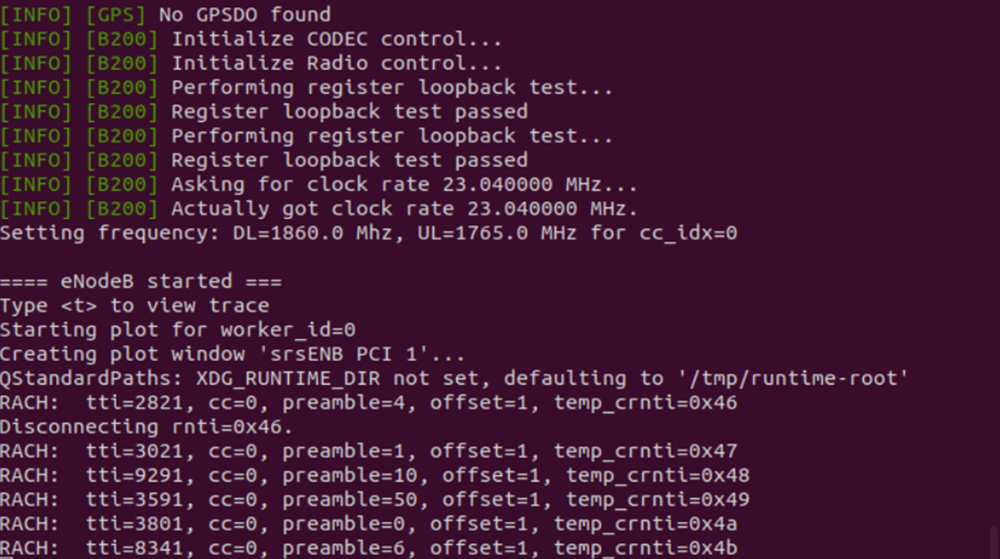 [INFO] [GPS] No GPSDO found
[INFO] [B200] Initialize CODEC control...
[INFO] [B200] Initialize Radio control...
[INFO] [B200] Performing register loopback test...
[INFO] [B200] Register loopback test passed
[INFO] [B200] Performing register loopback test...
[INFO] [B200] Register loopback test passed
[INFO] [B200] Asking for clock rate 23.040000 MHz...
[INFO] [B200] Actually got clock rate 23.040000 MHz.
Setting frequency: DL=1860.0 Mhz, UL=1765.0 MHz for cc_idx=0
==== eNodeB started ===
Type <t> to view trace
Starting plot for worker_id=0
Creating plot window 'srsENB PCI 1'...
QStandardPaths: XDG_RUNTIME_DIR not set, defaulting to '/tmp/runtime-root'
RACH:  tti=2821, cc=0, preamble=4, offset=1, temp_crnti=0x46
Disconnecting rnti=0x46.
RACH:  tti=3021, cc=0, preamble=1, offset=1, temp_crnti=0x47
RACH:  tti=9291, cc=0, preamble=10, offset=1, temp_crnti=0x48
RACH:  tti=3591, cc=0, preamble=50, offset=1, temp_crnti=0x49
RACH:  tti=3801, cc=0, preamble=0, offset=1, temp_crnti=0x4a
RACH:  tti=8341, cc=0, preamble=6, offset=1, temp_crnti=0x4b